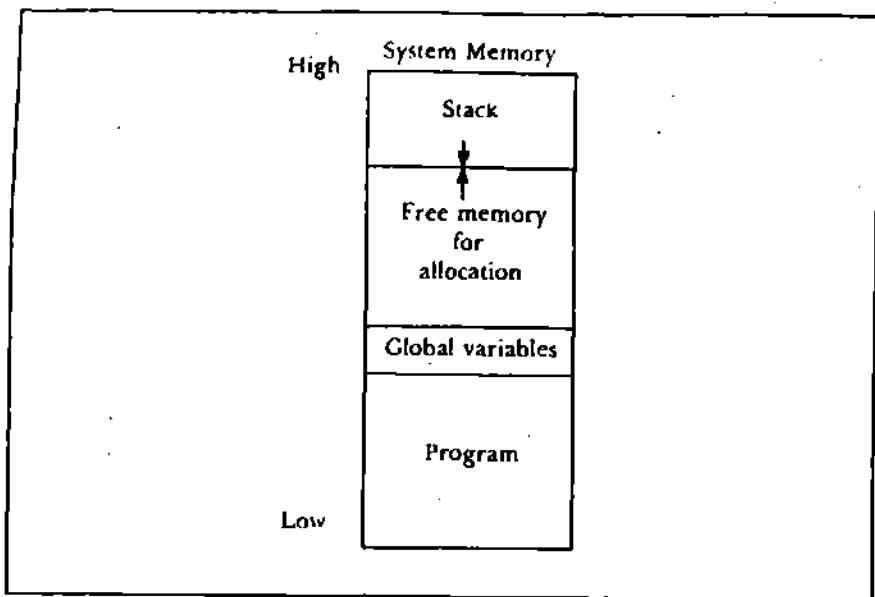 System Memory
High
Stack
Free memory
for
allocation
Global variables
Program
Low